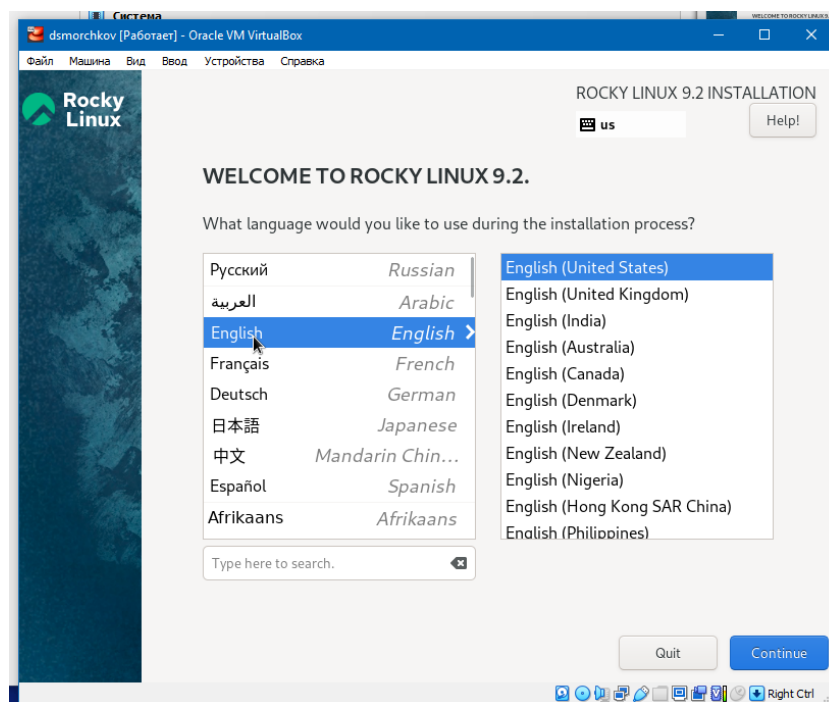 Система
WELCOME TO ROCKY LINUX 9.
dsmorchkov [Работает] - Oracle VM VirtualBox
Файл Машина Вид Ввод Устройства Справка
Rocky
Linux
ROCKY LINUX 9.2 INSTALLATION
us
Help!
WELCOME TO ROCKY LINUX 9.2.
What language would you like to use during the installation process?
Русский Russian
العربية Arabic
English English
Français French
Deutsch German
日本語 Japanese
中文 Mandarin Chin...
Español Spanish
Afrikaans Afrikaans
English (United States)
English (United Kingdom)
English (India)
English (Australia)
English (Canada)
English (Denmark)
English (Ireland)
English (New Zealand)
English (Nigeria)
English (Hong Kong SAR China)
English (Philippines)
Type here to search.
Quit
Continue
Right Ctrl